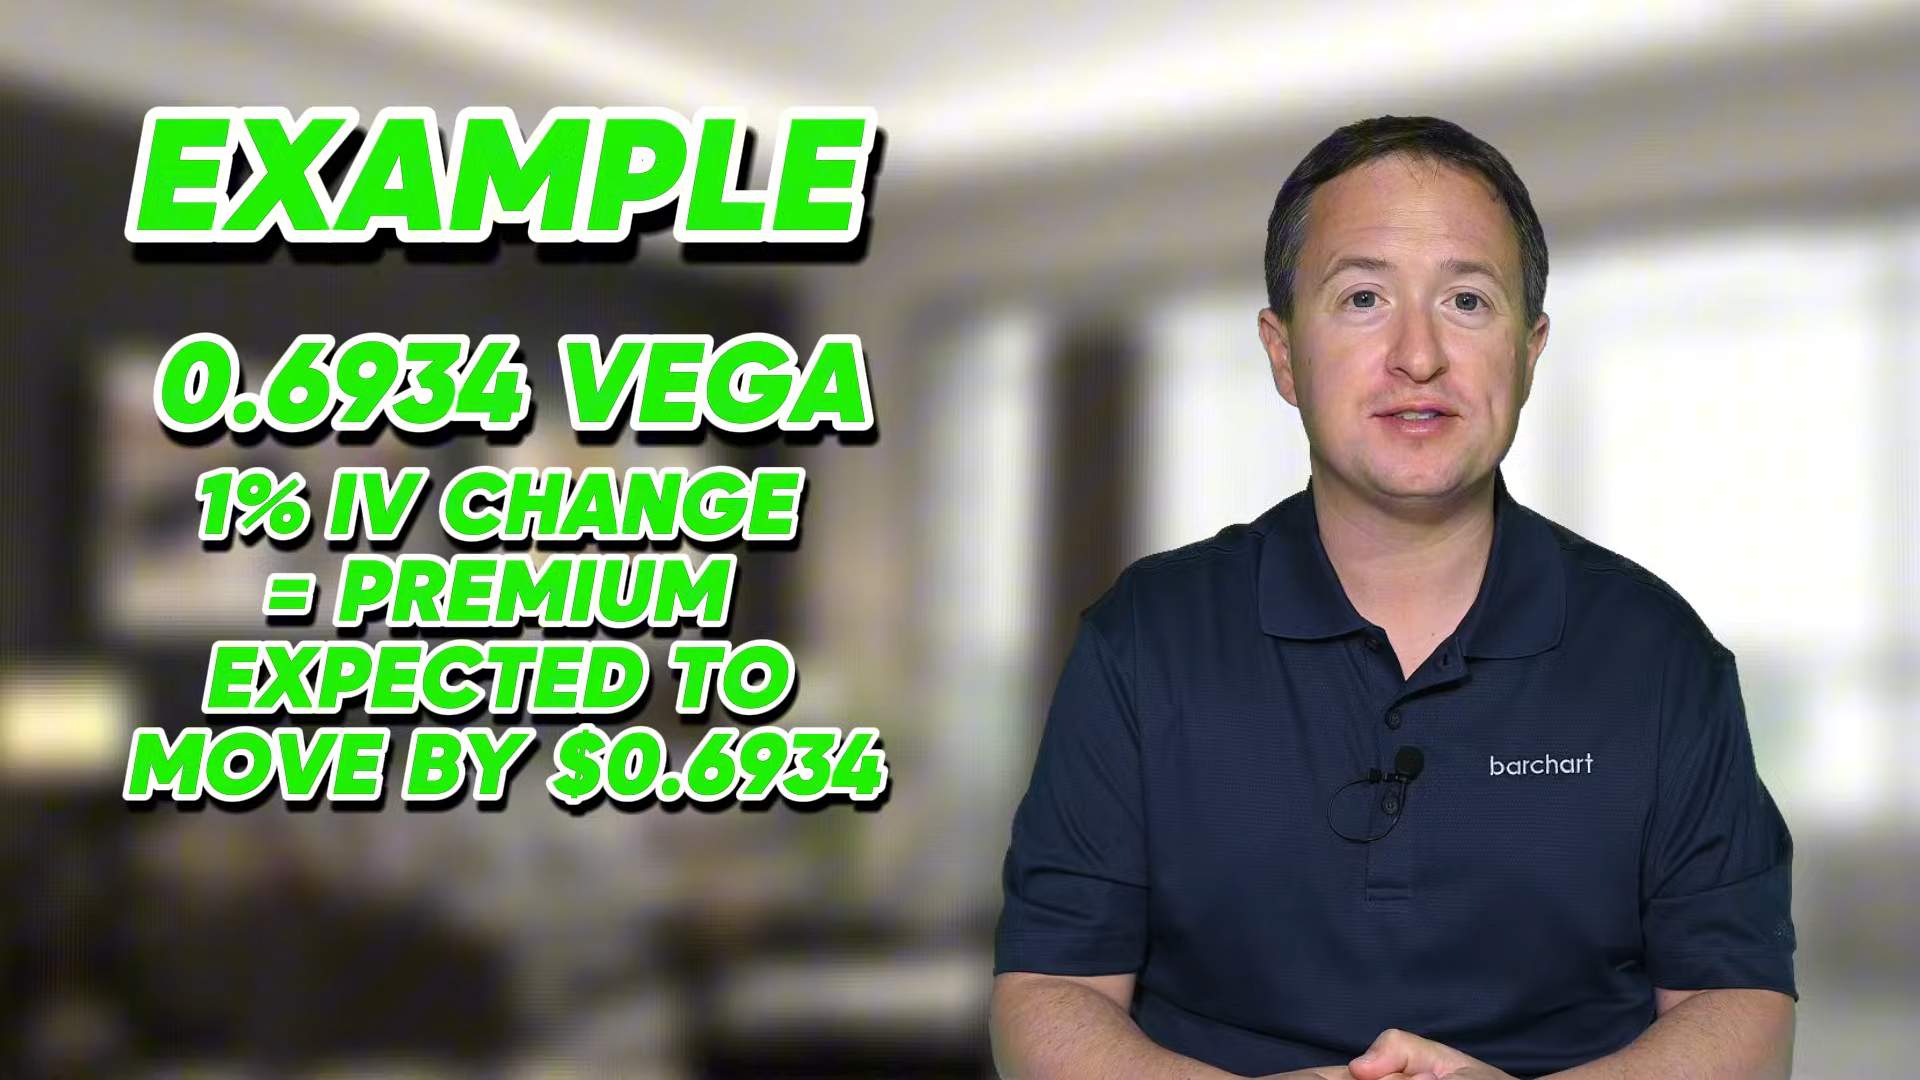 EXAMPLE
0.6934 VEGA
1% IV CHANGE
= PREMIUM
EXPECTED TO
MOVE BY $0.6934
barchart